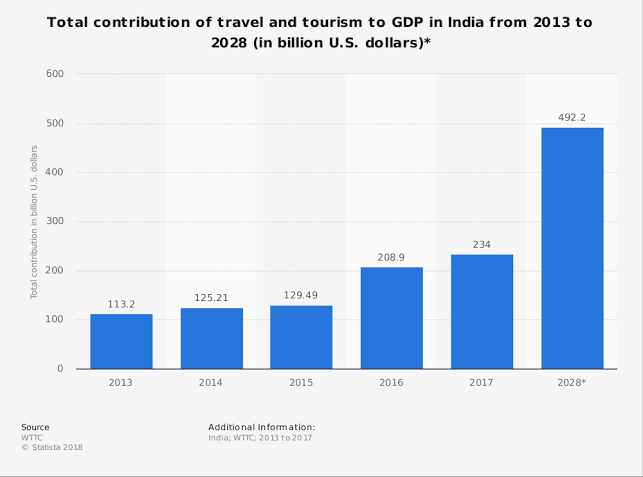 Total contribution of travel and tourism to GDP in India from 2013 to
2028 (in billion U.S. dollars)*
Total contribution in billion U.S. dollars
600
500
400
300
200
100
0
113.2
125.21
129.49
208.9
234
492.2
2013
2014
2015
2016
2017
2028*
Source
WTTC
© Statista 2018
Additional Information:
India; WTTC; 2013 to 2017